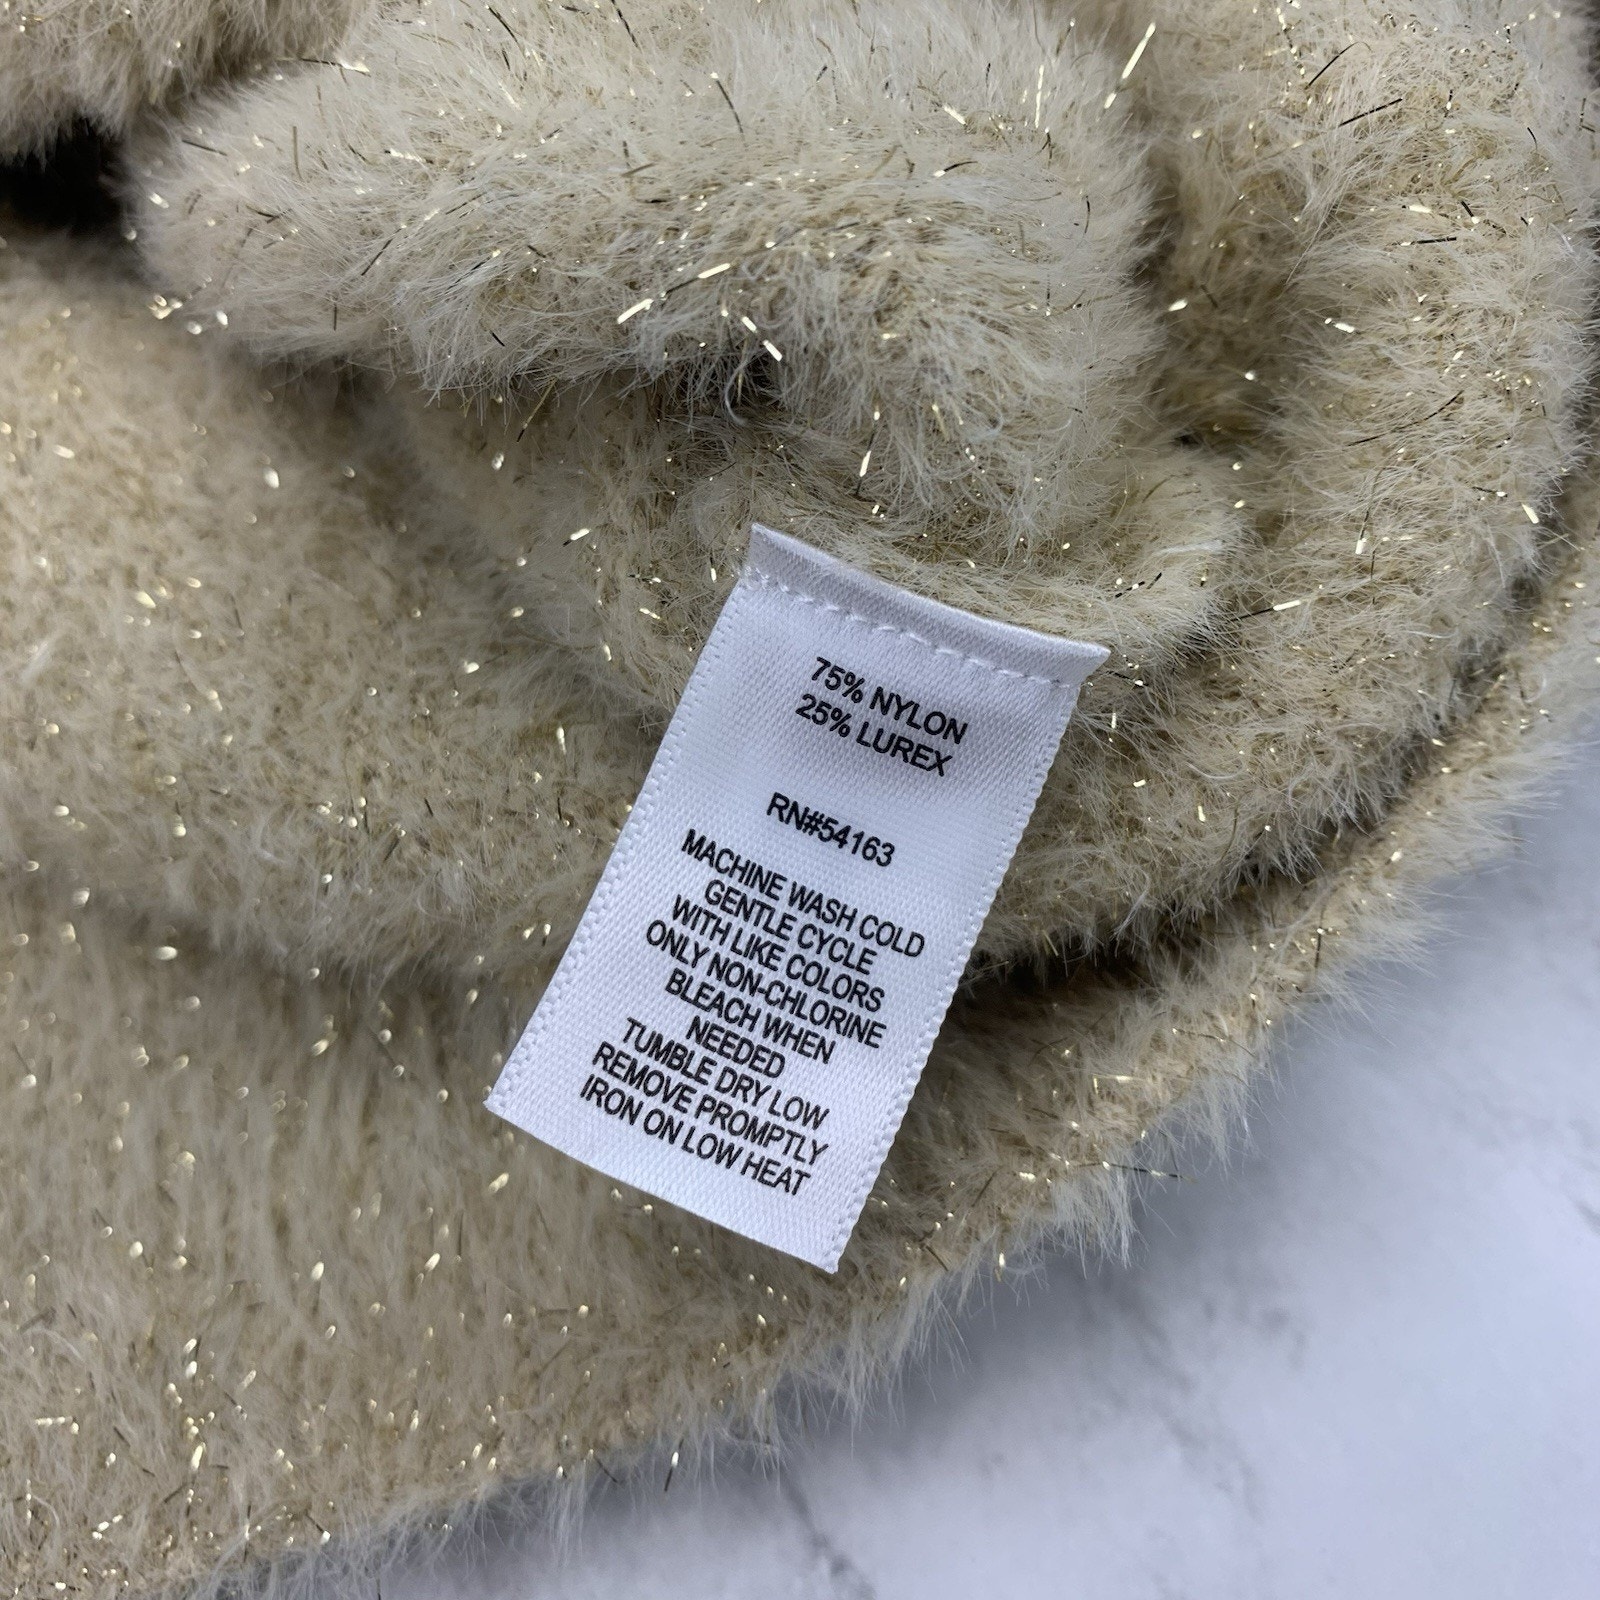 75% NYLON
25% LUREX
RN#54163
MACHINE WASH COLD
GENTLE CYCLE
WITH LIKE COLORS
ONLY NON-CHLORINE
BLEACH WHEN
NEEDED
TUMBLE DRY LOW
REMOVE PROMPTLY
IRON ON LOW HEAT